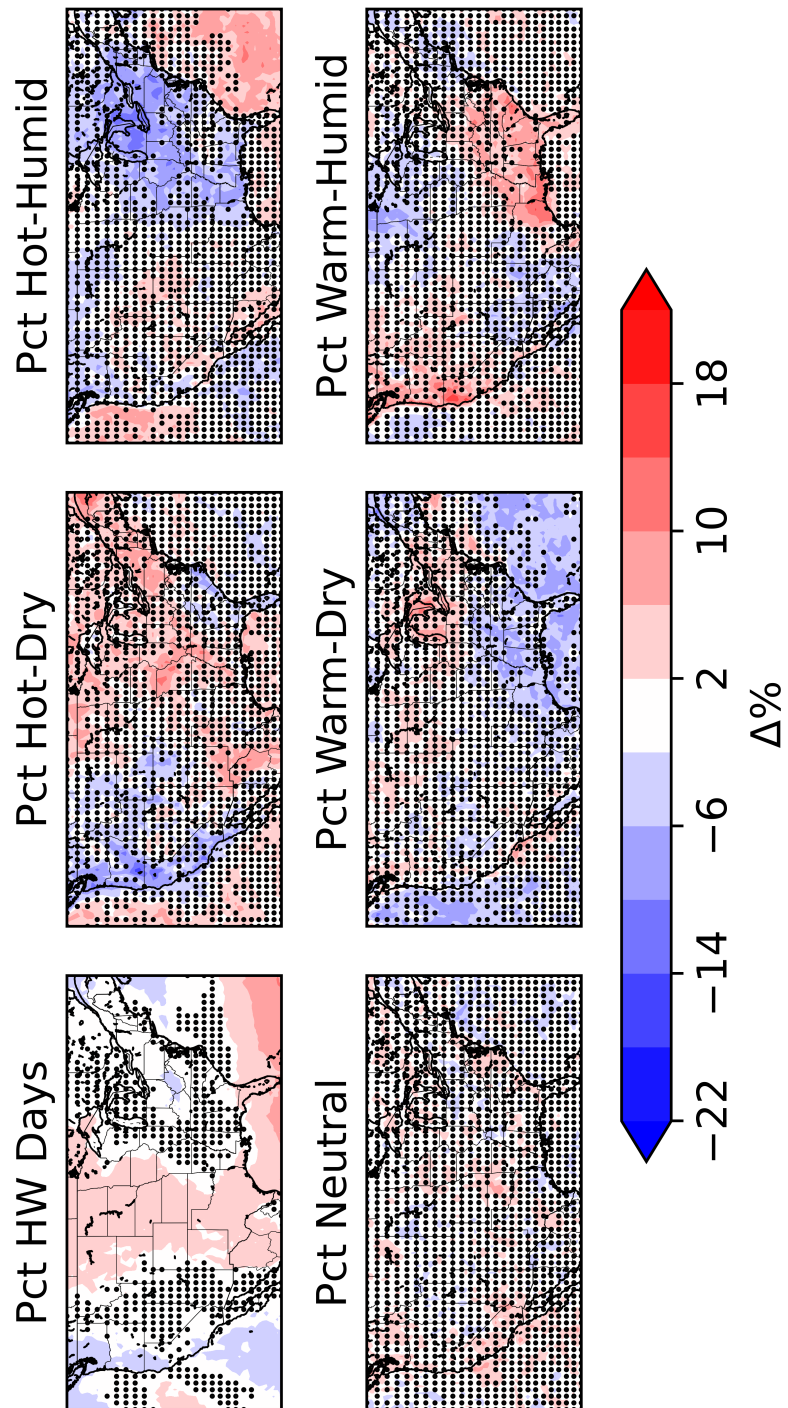 Pct HW Days
Pct Hot-Dry
Pct Hot-Humid
Pct Neutral
Pct Warm-Dry
Pct Warm-Humid
−22 −14 −6 2 10 18
Δ%